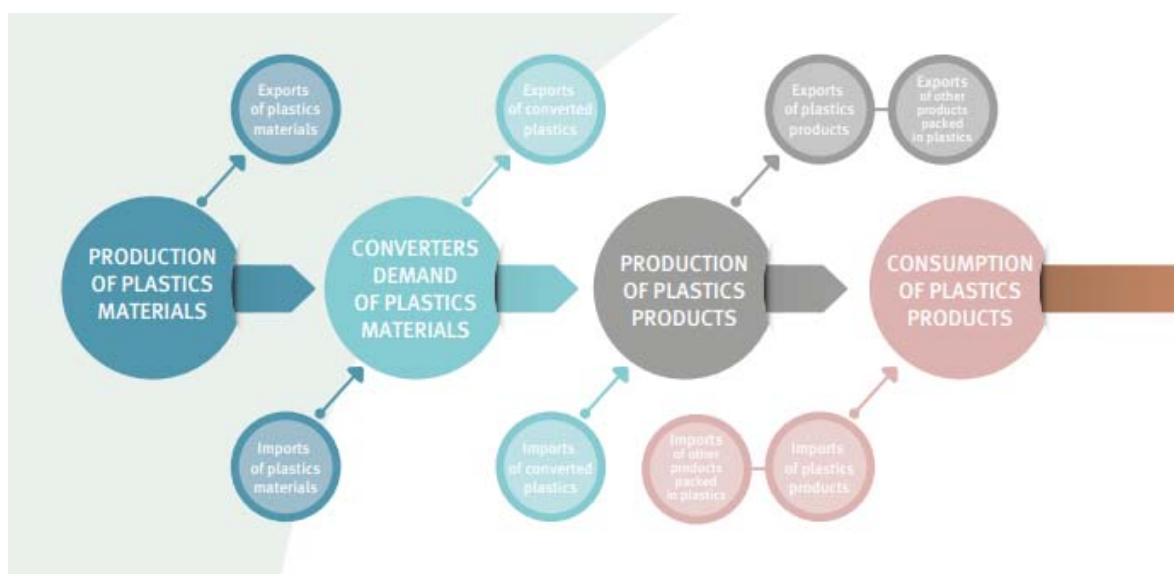 Exports
of plastics
materials
Exports
of converted
plastics
Exports
of plastics
products
Exports
of other
products
packed
in plastics
PRODUCTION
OF PLASTICS
MATERIALS
CONVERTERS
DEMAND
OF PLASTICS
MATERIALS
PRODUCTION
OF PLASTICS
PRODUCTS
CONSUMPTION
OF PLASTICS
PRODUCTS
Imports
of plastics
materials
Imports
of converted
plastics
Imports
of other
products
packed
in plastics
Imports
of plastics
products